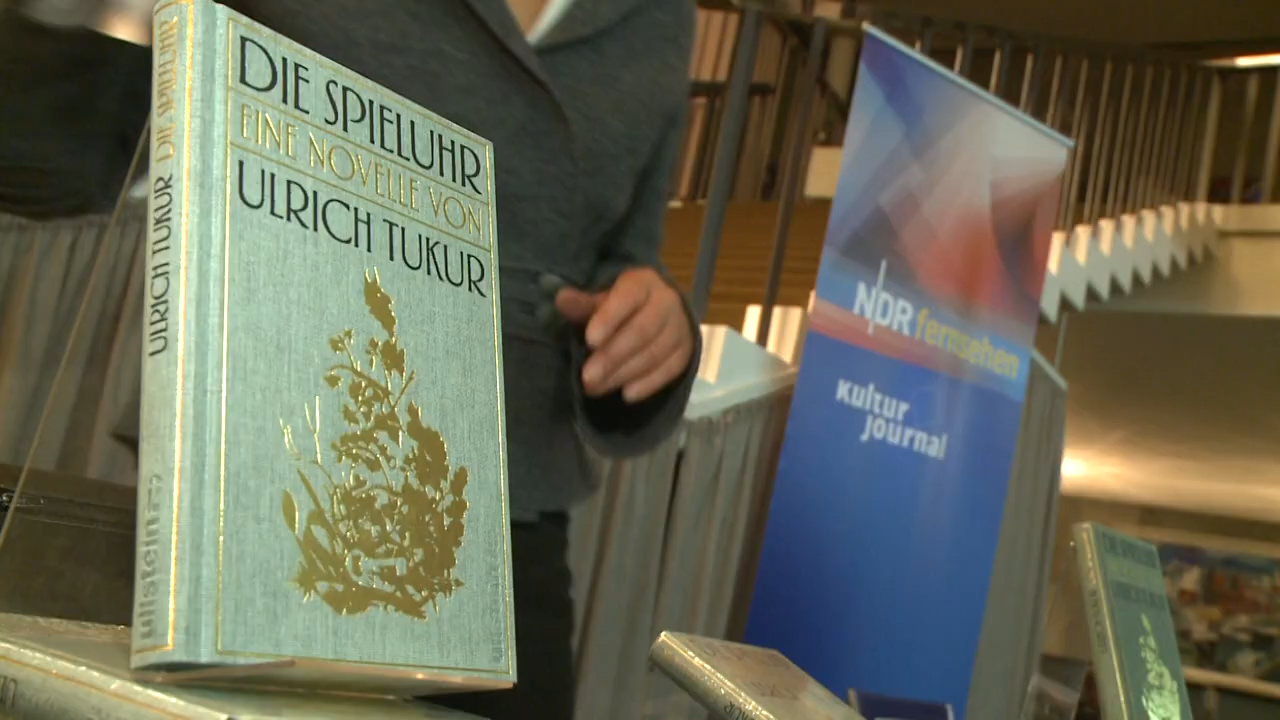 DIE SPIELUHR
EINE NOVELLE VON
ULRICH TUKUR
ULRICH TUKUR DIE SPIELUHR
ullstein
NDR fernsehen
kultur
journal